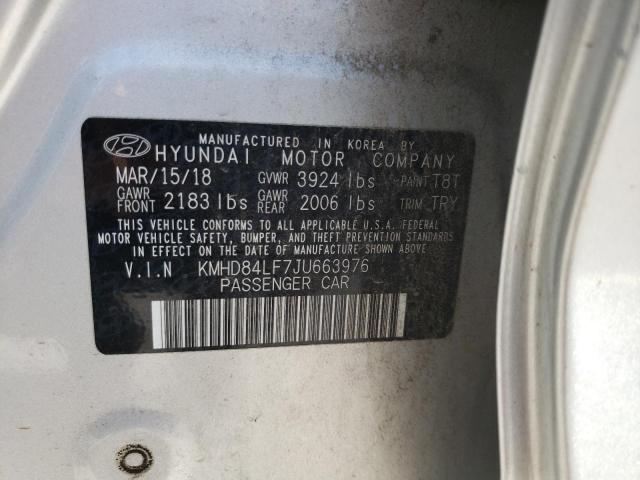 MANUFACTURED IN KOREA BY
HYUNDAI MOTOR COMPANY
MAR/15/18 GVWR 3924 lbs PAINT T8T
GAWR FRONT 2183 lbs GAWR REAR 2006 lbs TRIM TRY
THIS VEHICLE CONFORMS TO ALL APPLICABLE U.S.A. FEDERAL
MOTOR VEHICLE SAFETY, BUMPER, AND THEFT PREVENTION STANDARDS
IN EFFECT ON THE DATE OF MANUFACTURE SHOWN ABOVE.
V.I.N KMHD84LF7JU663976
PASSENGER CAR